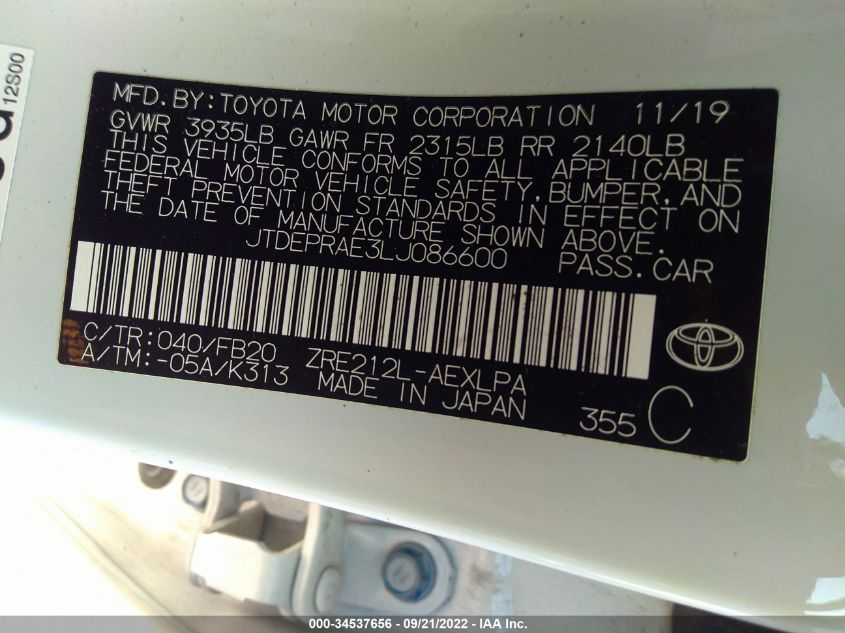 12S00
MFD. BY: TOYOTA MOTOR CORPORATION 11/19
GVWR 3935LB GAWR FR 2315LB RR 2140LB
THIS VEHICLE CONFORMS TO ALL APPLICABLE
FEDERAL MOTOR VEHICLE SAFETY, BUMPER, AND
THEFT PREVENTION STANDARDS IN EFFECT ON
THE DATE OF MANUFACTURE SHOWN ABOVE.
JTDEPRAE3LJ086600 PASS. CAR
C/TR: 040/FB20 ZRE212L-AEXLPA
A/TM: -05A/K313 MADE IN JAPAN
355 C
000-34537656 - 09/21/2022 - IAA Inc.